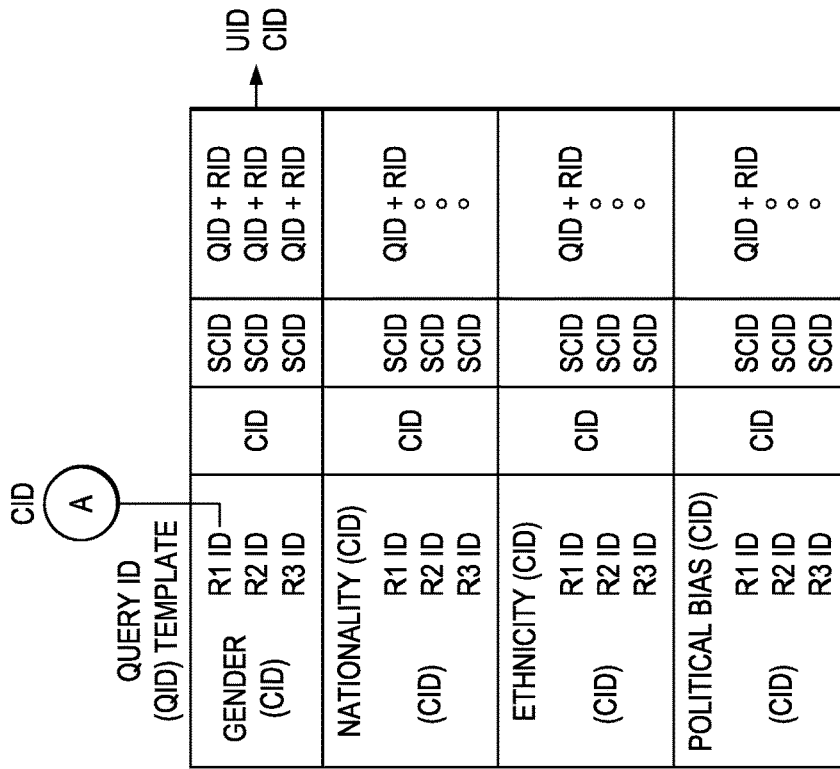 CID
A
QUERY ID
(QID) TEMPLATE
UID
CID
GENDER
(CID)
R1 ID
R2 ID
R3 ID
CID
SCID
SCID
SCID
QID + RID
QID + RID
QID + RID
NATIONALITY (CID)
(CID)
R1 ID
R2 ID
R3 ID
CID
SCID
SCID
SCID
QID + RID
ETHNICITY (CID)
(CID)
R1 ID
R2 ID
R3 ID
CID
SCID
SCID
SCID
QID + RID
POLITICAL BIAS (CID)
(CID)
R1 ID
R2 ID
R3 ID
CID
SCID
SCID
SCID
QID + RID